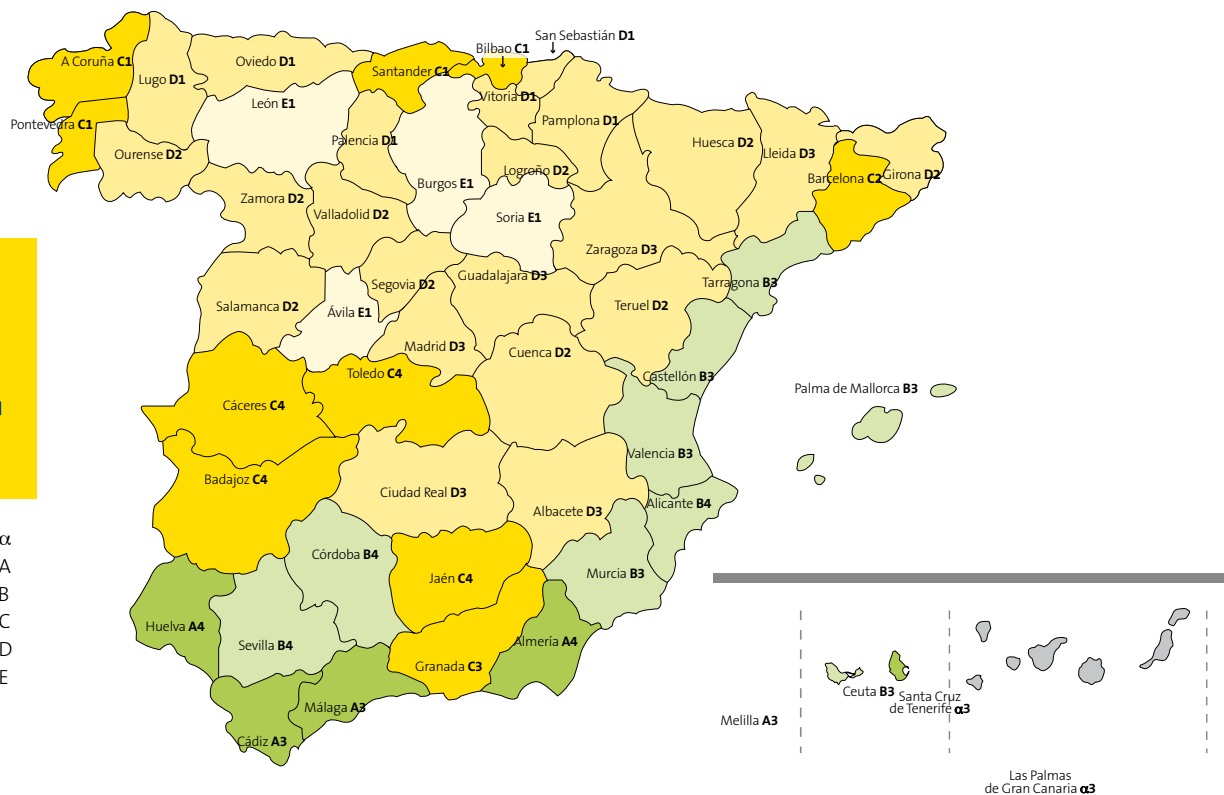 San Sebastián D1
Bilbao C1
A Coruña C1
Oviedo D1
Santander C1
Lugo D1
León E1
Vitoria D1
Pontevedra C1
Pamplona D1
Palencia D1
Huesca D2
Ourense D2
Lleida D3
Logroño D2
Girona D2
Barcelona C2
Burgos E1
Zamora D2
Valladolid D2
Soria E1
Zaragoza D3
Guadalajara D3
Segovia D2
Tarragona B3
Salamanca D2
Ávila E1
Teruel D2
Madrid D3
Cuenca D2
Toledo C4
Castellón B3
Palma de Mallorca B3
Cáceres C4
Valencia B3
Badajoz C4
Ciudad Real D3
Alicante B4
Albacete D3
α
A
B
C
D
E
Córdoba B4
Jaén C4
Murcia B3
Huelva A4
Sevilla B4
Almería A4
Granada C3
Málaga A3
Cádiz A3
Ceuta B3
Santa Cruz
de Tenerife α3
Melilla A3
Las Palmas
de Gran Canaria α3